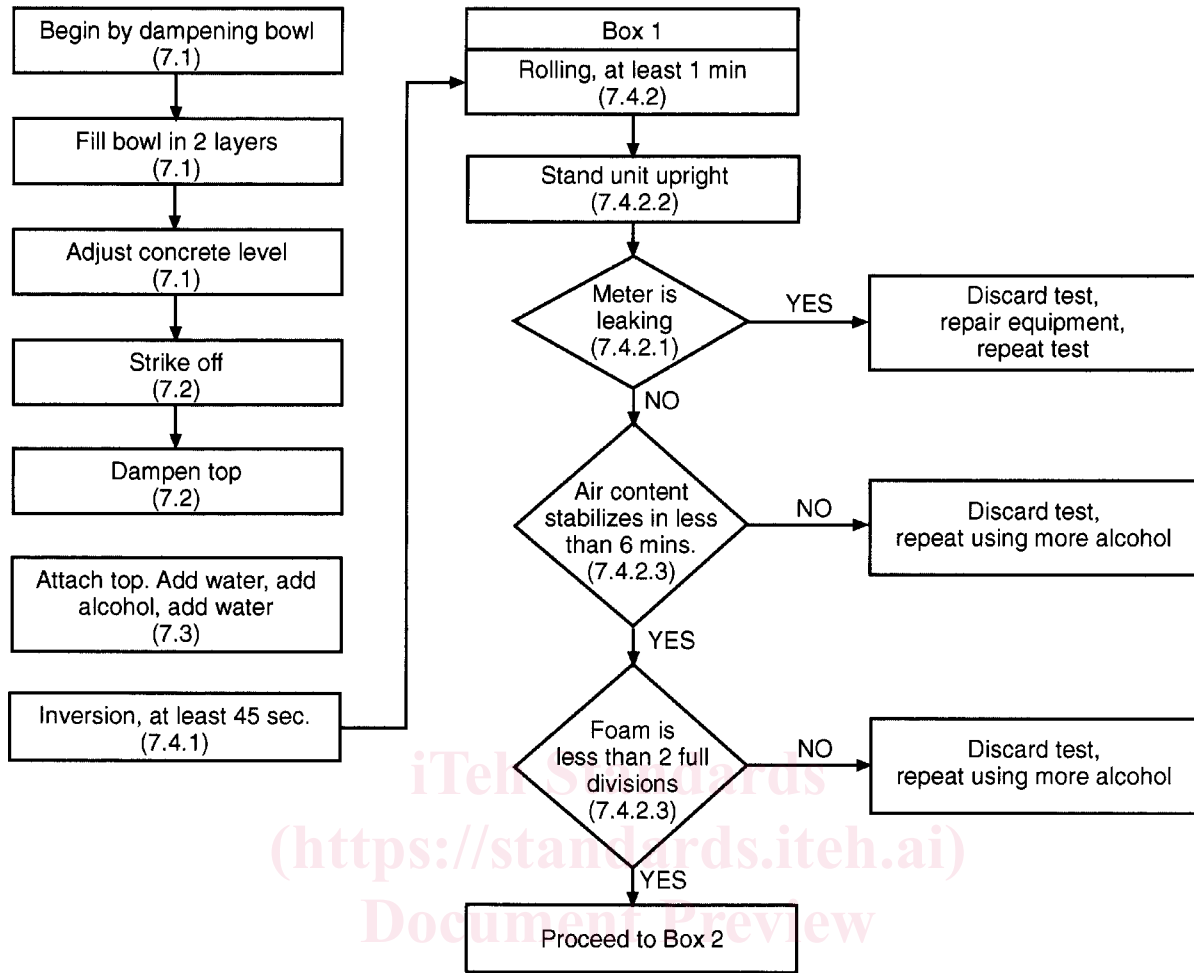 Begin by dampening bowl
(7.1)
Fill bowl in 2 layers
(7.1)
Adjust concrete level
(7.1)
Strike off
(7.2)
Dampen top
(7.2)
Attach top. Add water, add
alcohol, add water
(7.3)
Inversion, at least 45 sec.
(7.4.1)
Box 1
Rolling, at least 1 min
(7.4.2)
Stand unit upright
(7.4.2.2)
Meter is
leaking
(7.4.2.1)
YES
Discard test,
repair equipment,
repeat test
NO
Air content
stabilizes in less
than 6 mins.
(7.4.2.3)
NO
Discard test,
repeat using more alcohol
YES
Foam is
less than 2 full
divisions
(7.4.2.3)
NO
Discard test,
repeat using more alcohol
YES
Proceed to Box 2
iTeh Standards
(https://standards.iteh.ai)
Document Preview